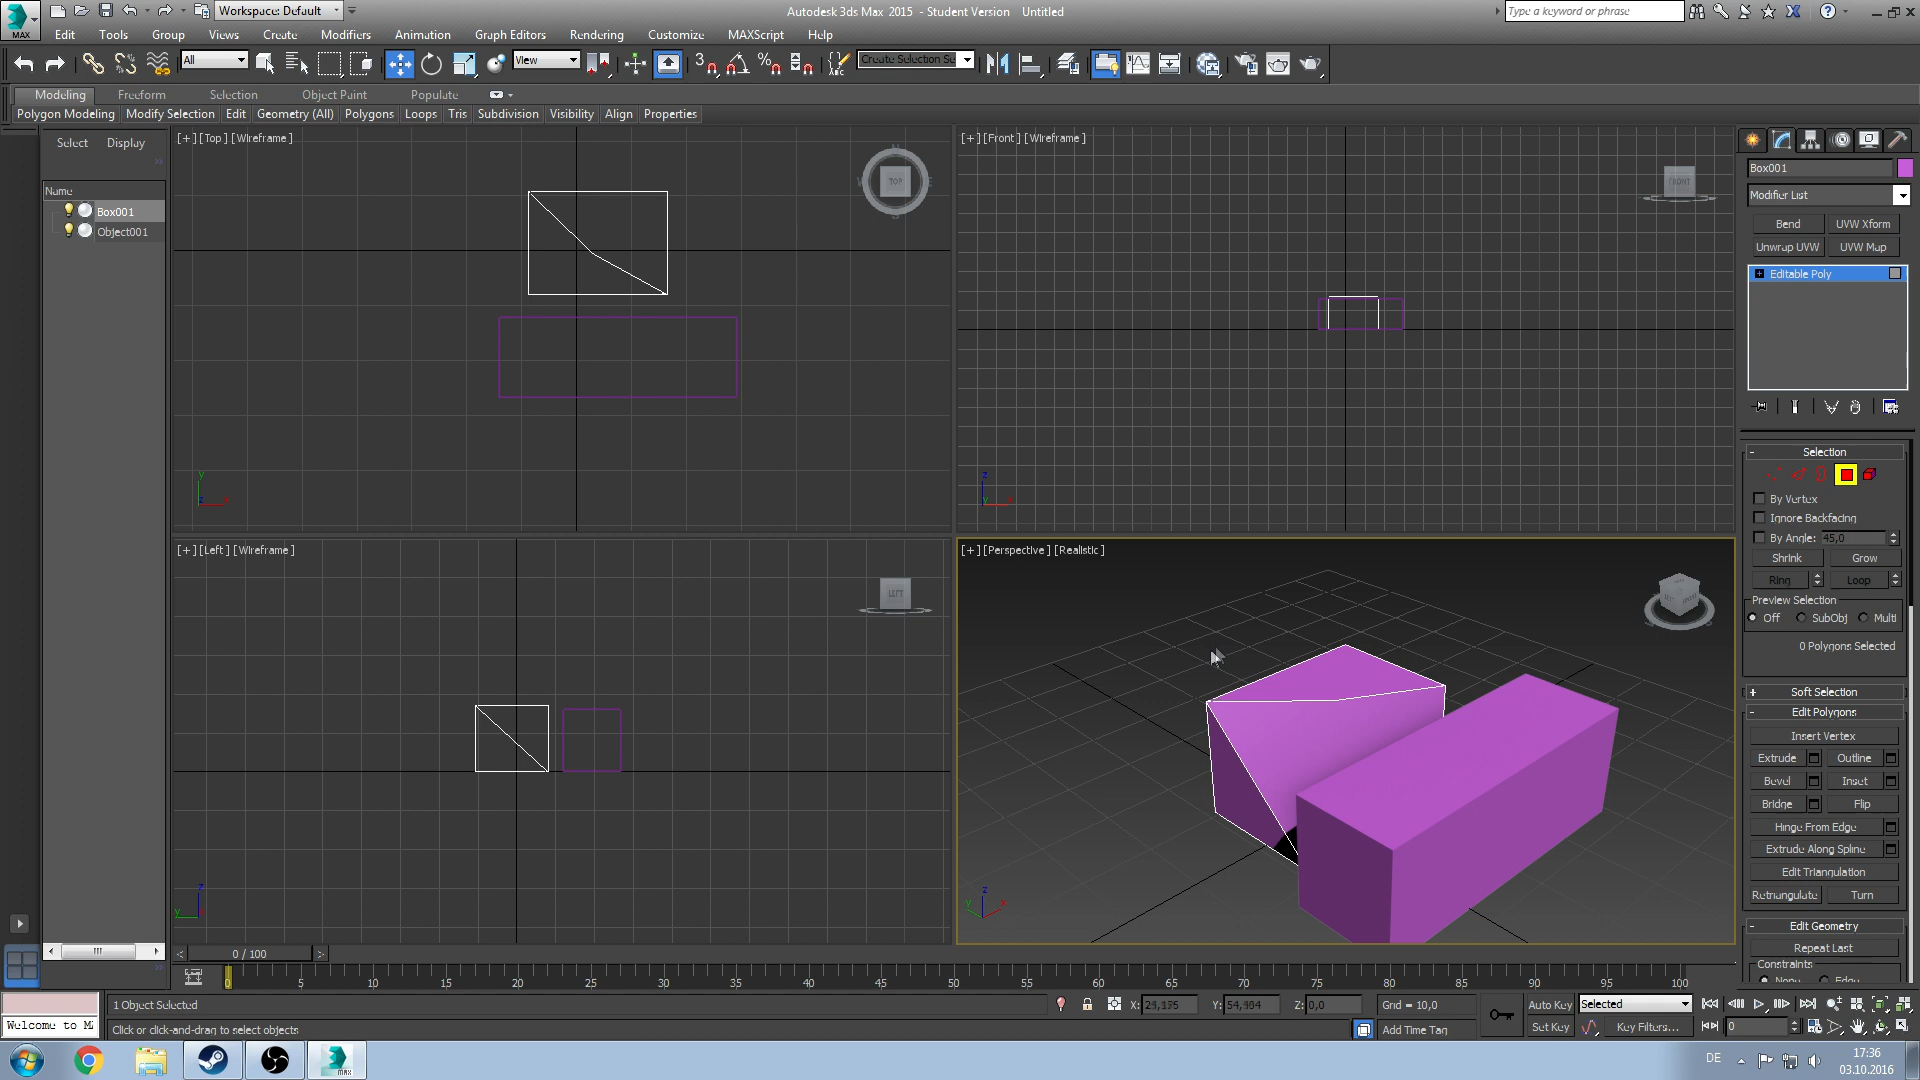 Workspace: Default
Autodesk 3ds Max 2015 - Student Version Untitled
Type a keyword or phrase
MAX
Edit Tools Group Views Create Modifiers Animation Graph Editors Rendering Customize MAXScript Help
All
View
3
Create Selection Se
Modeling Freeform Selection Object Paint Populate
Polygon Modeling Modify Selection Edit Geometry (All) Polygons Loops Tris Subdivision Visibility Align Properties
Select Display
Name
Box001
Object001
[+] [Top] [Wireframe]
TOP
[+] [Front] [Wireframe]
FRONT
[+] [Left] [Wireframe]
LEFT
[+] [Perspective] [Realistic]
Box001
Modifier List
Bend UVW Xform
Unwrap UVW UVW Map
Editable Poly
- Selection
By Vertex
Ignore Backfacing
By Angle: 45,0
Shrink Grow
Ring Loop
Preview Selection
Off SubObj Multi
0 Polygons Selected
+ Soft Selection
- Edit Polygons
Insert Vertex
Extrude Outline
Bevel Inset
Bridge Flip
Hinge From Edge
Extrude Along Spline
Edit Triangulation
Retriangulate Turn
- Edit Geometry
Repeat Last
Constraints
None Edge
0 / 100
0 5 10 15 20 25 30 35 40 45 50 55 60 65 70 75 80 85 90 95 100
1 Object Selected
X: Y: Z: 0,0
Grid = 10,0
Auto Key Selected
Welcome to M
Click or click-and-drag to select objects
Add Time Tag
Set Key Key Filters...
0
MAX
DE
17:36
03.10.2016